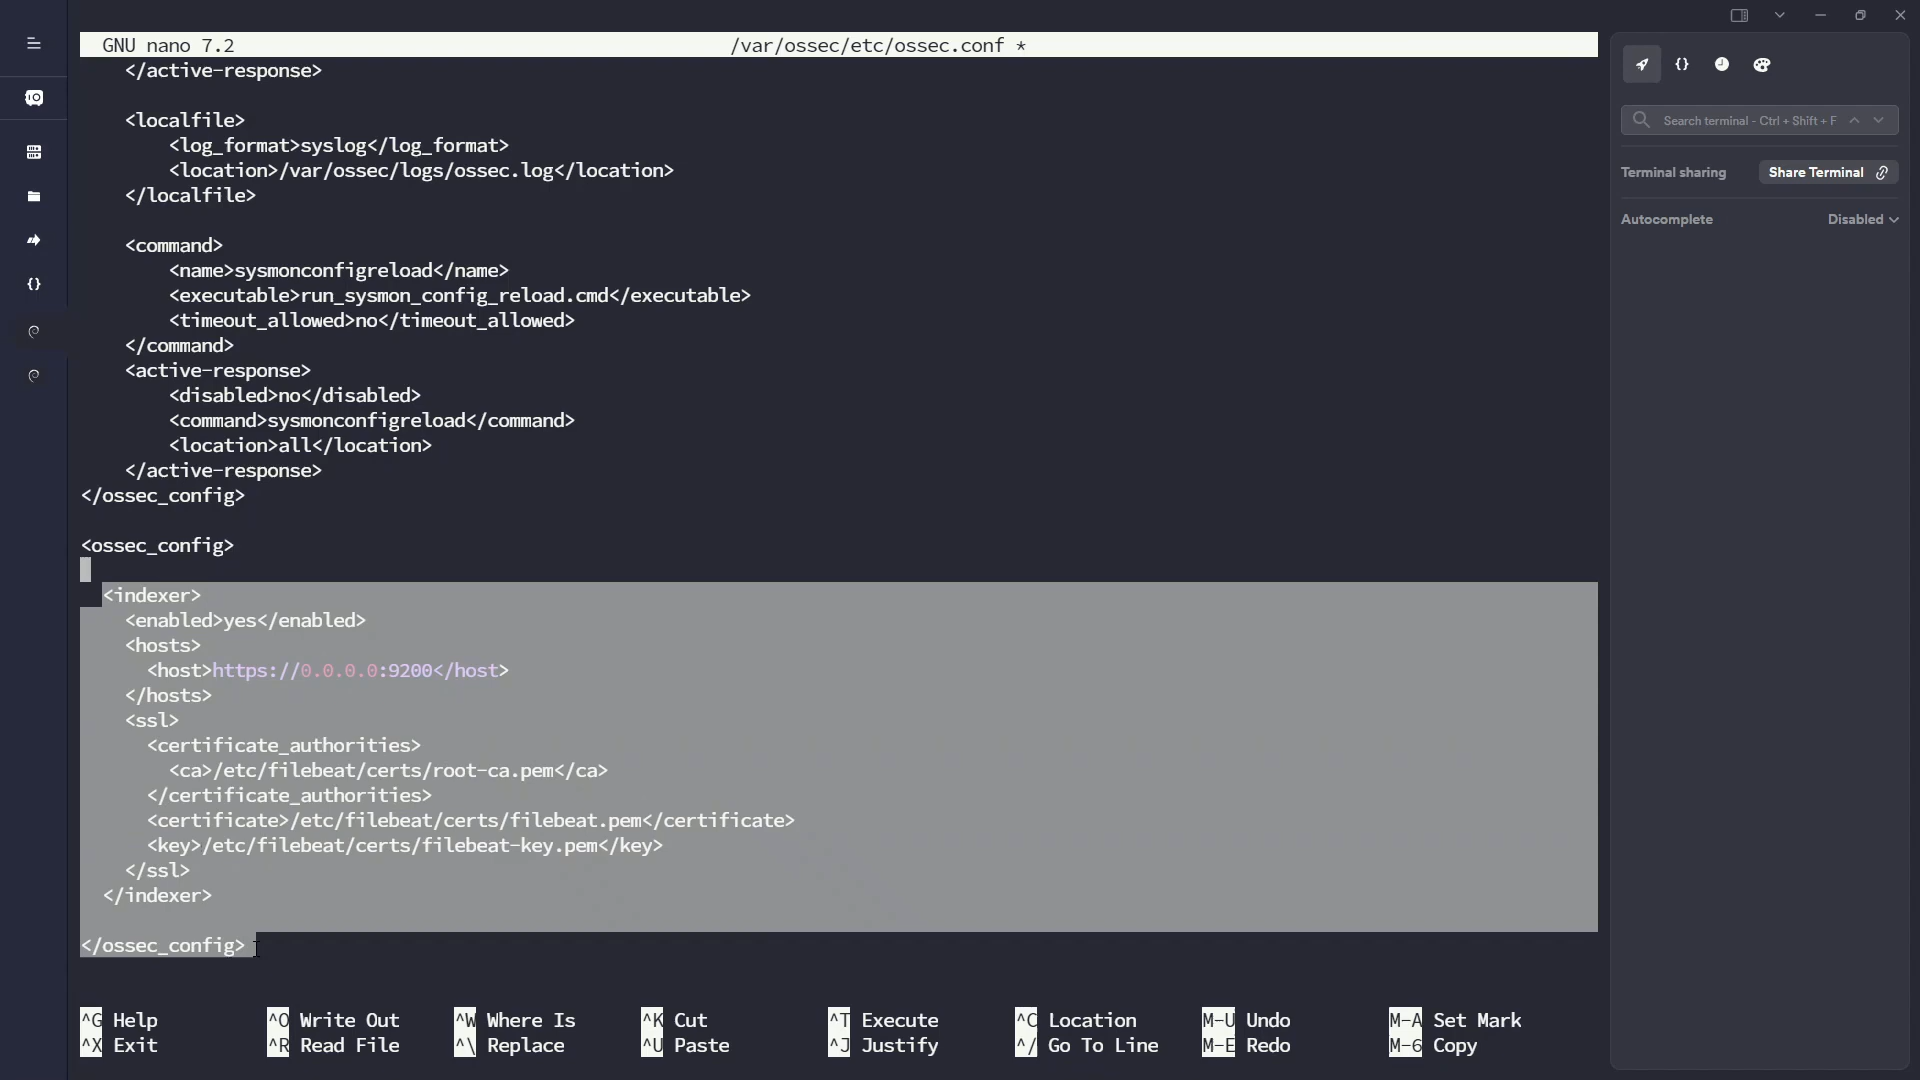 GNU nano 7.2 /var/ossec/etc/ossec.conf *
</active-response>
<localfile>
<log_format>syslog</log_format>
<location>/var/ossec/logs/ossec.log</location>
</localfile>
<command>
<name>sysmonconfigreload</name>
<executable>run_sysmon_config_reload.cmd</executable>
<timeout_allowed>no</timeout_allowed>
</command>
<active-response>
<disabled>no</disabled>
<command>sysmonconfigreload</command>
<location>all</location>
</active-response>
</ossec_config>
<ossec_config>
<indexer>
<enabled>yes</enabled>
<hosts>
<host>https://0.0.0.0:9200</host>
</hosts>
<ssl>
<certificate_authorities>
<ca>/etc/filebeat/certs/root-ca.pem</ca>
</certificate_authorities>
<certificate>/etc/filebeat/certs/filebeat.pem</certificate>
<key>/etc/filebeat/certs/filebeat-key.pem</key>
</ssl>
</indexer>
</ossec_config>
^G Help ^O Write Out ^W Where Is ^K Cut ^T Execute ^C Location M-U Undo M-A Set Mark
^X Exit ^R Read File ^\ Replace ^U Paste ^J Justify ^/ Go To Line M-E Redo M-6 Copy
{}
{}
Search terminal - Ctrl + Shift + F
Terminal sharing Share Terminal
Autocomplete Disabled